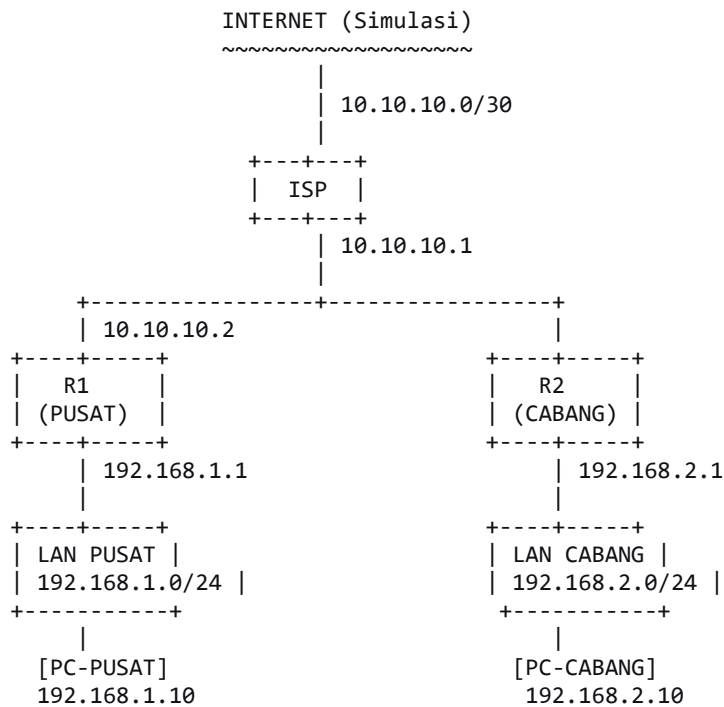 INTERNET (Simulasi)
~~~~~~~~~~~~~~~~~~~
10.10.10.0/30
ISP
10.10.10.1
10.10.10.2
R1 R2
(PUSAT) (CABANG)
192.168.1.1 192.168.2.1
LAN PUSAT LAN CABANG
192.168.1.0/24 192.168.2.0/24
[PC-PUSAT] [PC-CABANG]
192.168.1.10 192.168.2.10